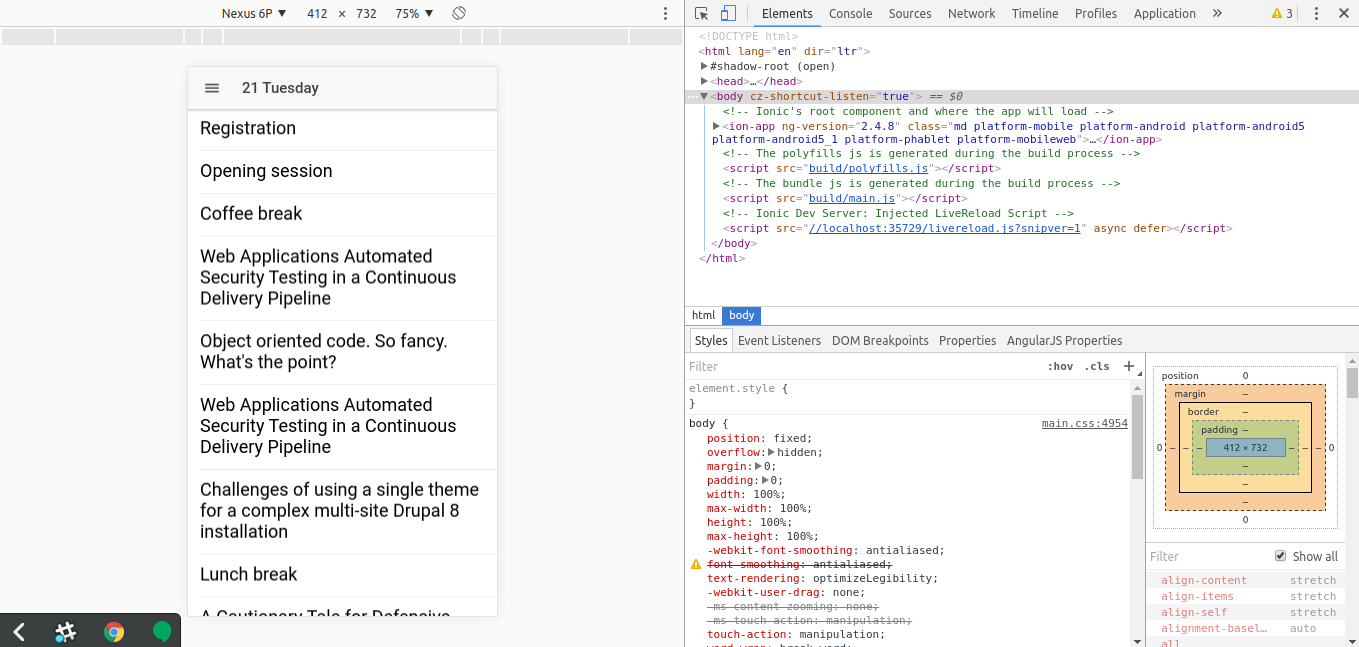 Nexus 6P ▼ 412 × 732 75% ▼
21 Tuesday
Registration
Opening session
Coffee break
Web Applications Automated
Security Testing in a Continuous
Delivery Pipeline
Object oriented code. So fancy.
What's the point?
Web Applications Automated
Security Testing in a Continuous
Delivery Pipeline
Challenges of using a single theme
for a complex multi-site Drupal 8
installation
Lunch break
A Cautionary Tale for Defensive
Elements Console Sources Network Timeline Profiles Application » 3
<!DOCTYPE html>
<html lang="en" dir="ltr">
▶#shadow-root (open)
▶<head>…</head>
…▼<body cz-shortcut-listen="true"> == $0
<!-- Ionic's root component and where the app will load -->
▶<ion-app ng-version="2.4.8" class="md platform-mobile platform-android platform-android5
platform-android5_1 platform-phablet platform-mobileweb">…</ion-app>
<!-- The polyfills js is generated during the build process -->
<script src="build/polyfills.js"></script>
<!-- The bundle js is generated during the build process -->
<script src="build/main.js"></script>
<!-- Ionic Dev Server: Injected LiveReload Script -->
<script src="//localhost:35729/livereload.js?snipver=1" async defer></script>
</body>
</html>
html body
Styles Event Listeners DOM Breakpoints Properties AngularJS Properties
Filter :hov .cls +
element.style {
}
body { main.css:4954
position: fixed;
overflow:▶hidden;
margin:▶0;
padding:▶0;
width: 100%;
max-width: 100%;
height: 100%;
max-height: 100%;
-webkit-font-smoothing: antialiased;
font-smoothing: antialiased;
text-rendering: optimizeLegibility;
-webkit-user-drag: none;
-ms-content-zooming: none;
-ms-touch-action: manipulation;
touch-action: manipulation;
word-wrap: break-word;
position 0
margin –
border –
padding –
0 – – – 412 × 732 – – – 0
–
–
–
0
Filter Show all
align-content stretch
align-items stretch
align-self stretch
alignment-basel… auto
all